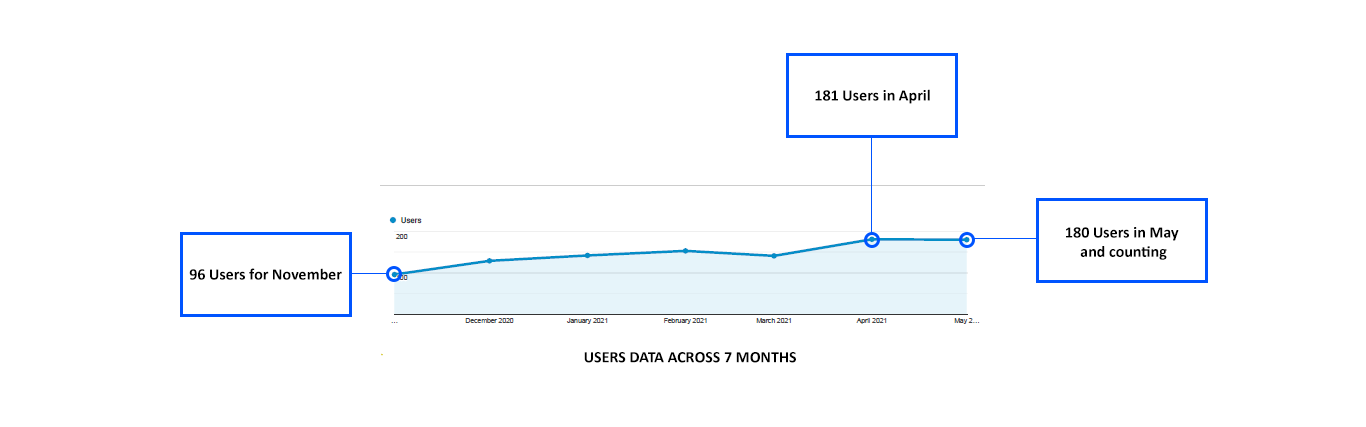 181 Users in April
Users
200
180 Users in May
and counting
96 Users for November
...
December 2020
January 2021
February 2021
March 2021
April 2021
May 2...
USERS DATA ACROSS 7 MONTHS